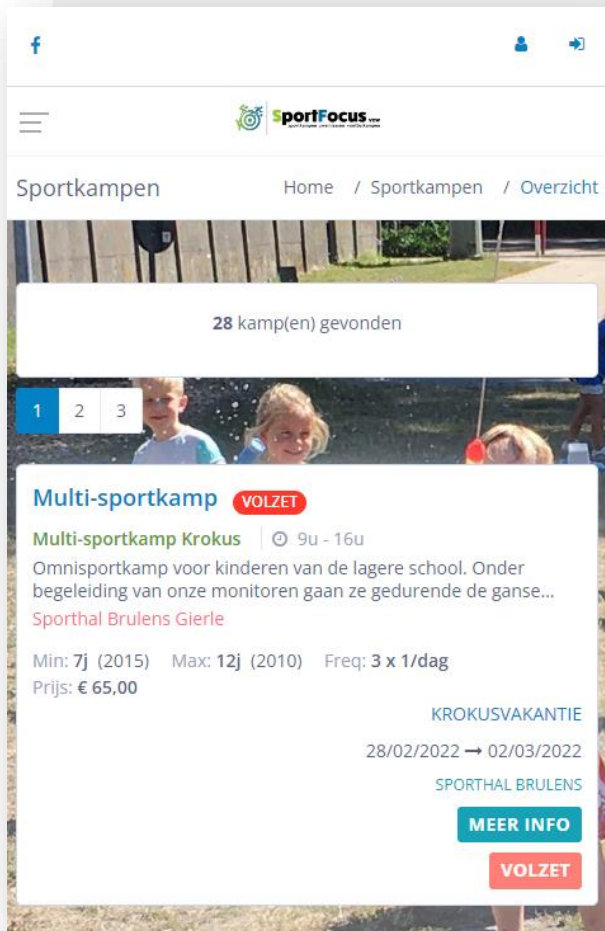 f
SportFocus vzw
Sportkampen Home / Sportkampen / Overzicht
28 kamp(en) gevonden
1 2 3
Multi-sportkamp VOLZET
Multi-sportkamp Krokus 9u - 16u
Omnisportkamp voor kinderen van de lagere school. Onder
begeleiding van onze monitoren gaan ze gedurende de ganse...
Sporthal Brulens Gierle
Min: 7j (2015) Max: 12j (2010) Freq: 3 x 1/dag
Prijs: € 65,00
KROKUSVAKANTIE
28/02/2022 → 02/03/2022
SPORTHAL BRULENS
MEER INFO
VOLZET